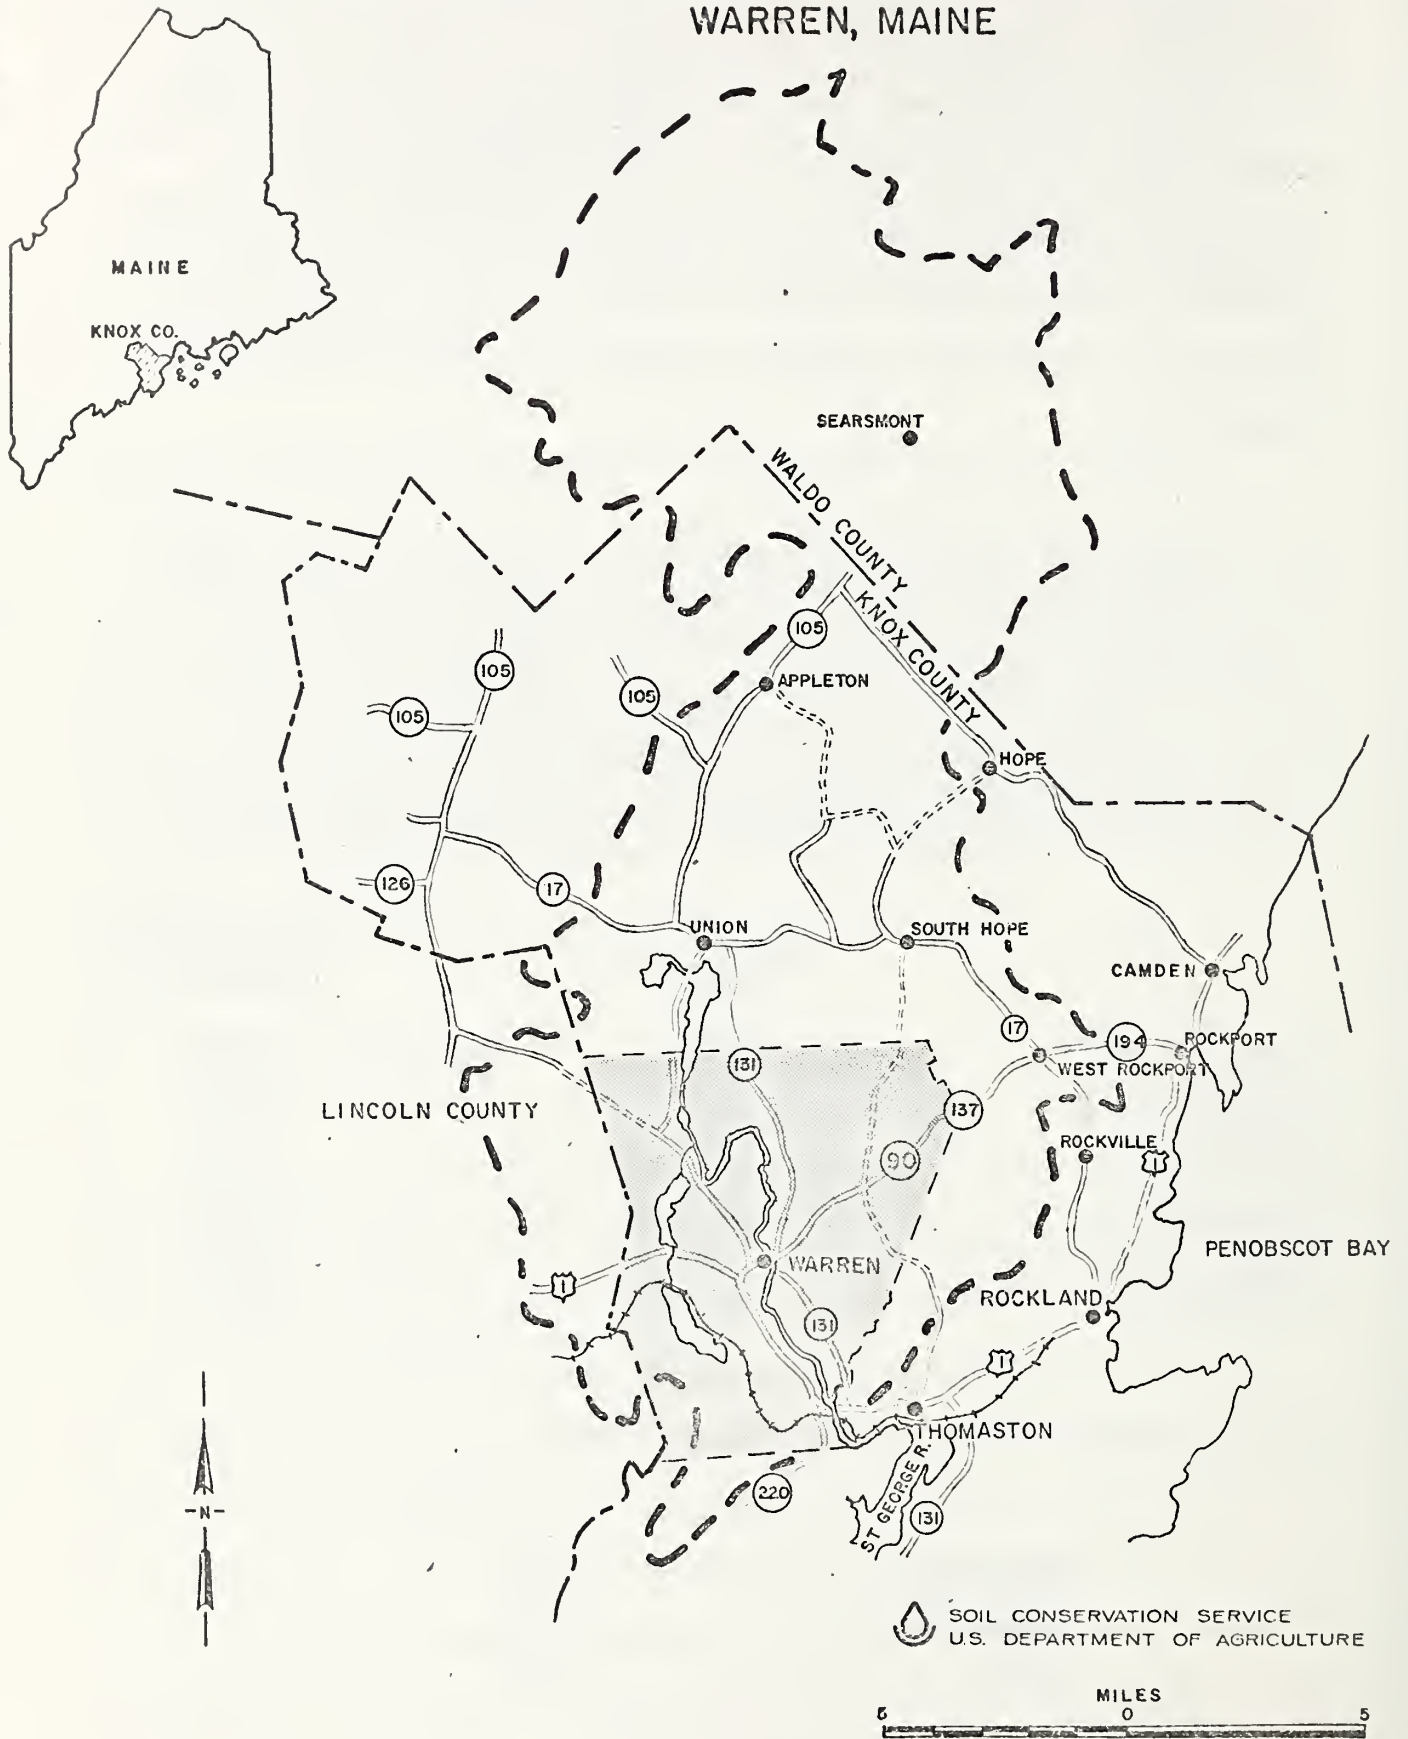 WARREN, MAINE
MAINE
KNOX CO.
SEARSMONT
WALDO COUNTY
KNOX COUNTY
105
105
105
105
APPLETON
HOPE
126
17
UNION
SOUTH HOPE
CAMDEN
17
194
ROCKPORT
131
WEST ROCKPORT
LINCOLN COUNTY
137
90
ROCKVILLE
1
PENOBSCOT BAY
WARREN
1
ROCKLAND
131
1
THOMASTON
220
ST GEORGE R.
131
N
SOIL CONSERVATION SERVICE
U.S. DEPARTMENT OF AGRICULTURE
MILES
5 0 5